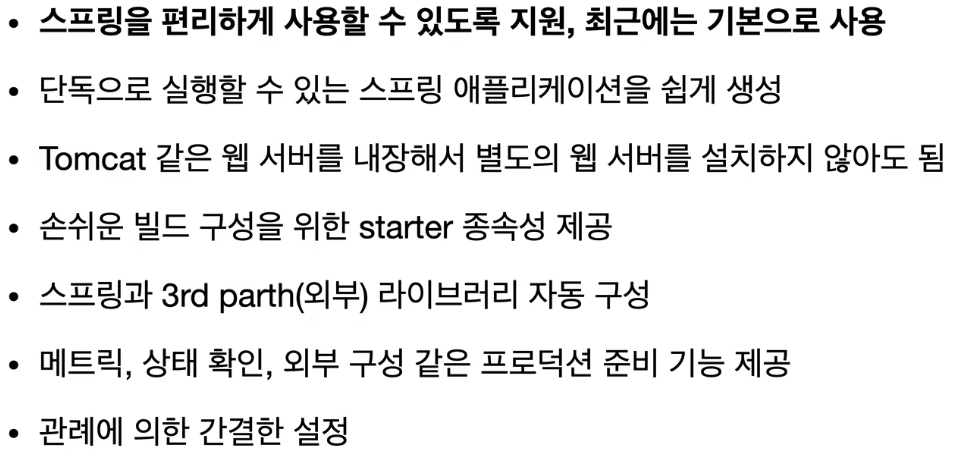 • 스프링을 편리하게 사용할 수 있도록 지원, 최근에는 기본으로 사용
• 단독으로 실행할 수 있는 스프링 애플리케이션을 쉽게 생성
• Tomcat 같은 웹 서버를 내장해서 별도의 웹 서버를 설치하지 않아도 됨
• 손쉬운 빌드 구성을 위한 starter 종속성 제공
• 스프링과 3rd parth(외부) 라이브러리 자동 구성
• 메트릭, 상태 확인, 외부 구성 같은 프로덕션 준비 기능 제공
• 관례에 의한 간결한 설정